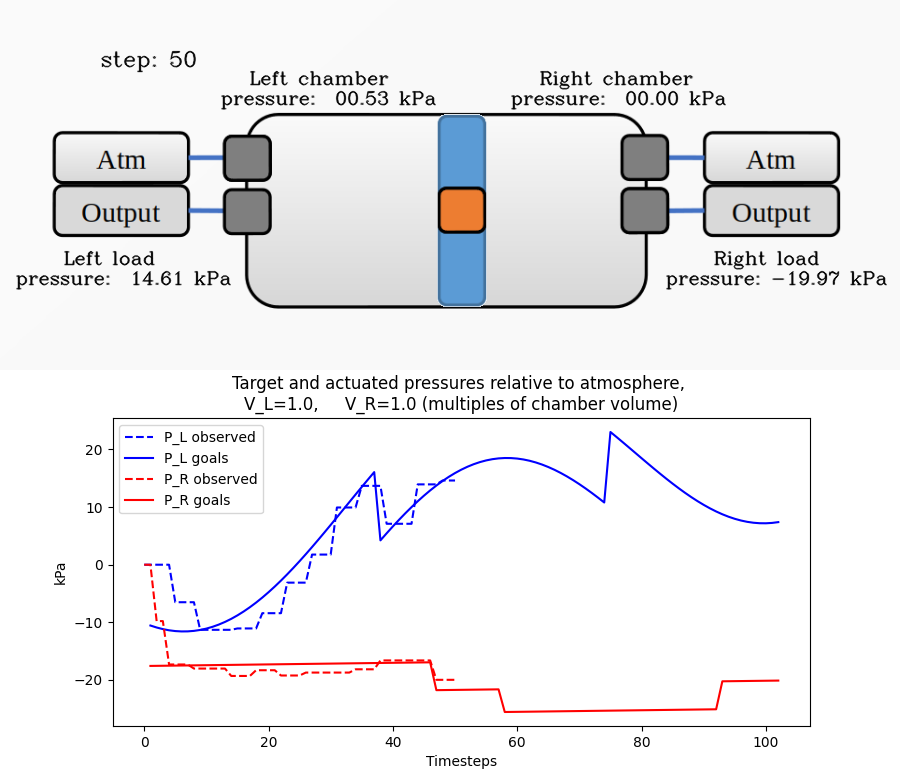 step: 50
Left chamber
pressure: 00.53 kPa
Right chamber
pressure: 00.00 kPa
Atm
Output
Atm
Output
Left load
pressure: 14.61 kPa
Right load
pressure: −19.97 kPa
Target and actuated pressures relative to atmosphere,
V_L=1.0, V_R=1.0 (multiples of chamber volume)
P_L observed
P_L goals
P_R observed
P_R goals
kPa
20
10
0
−10
−20
0 20 40 60 80 100
Timesteps